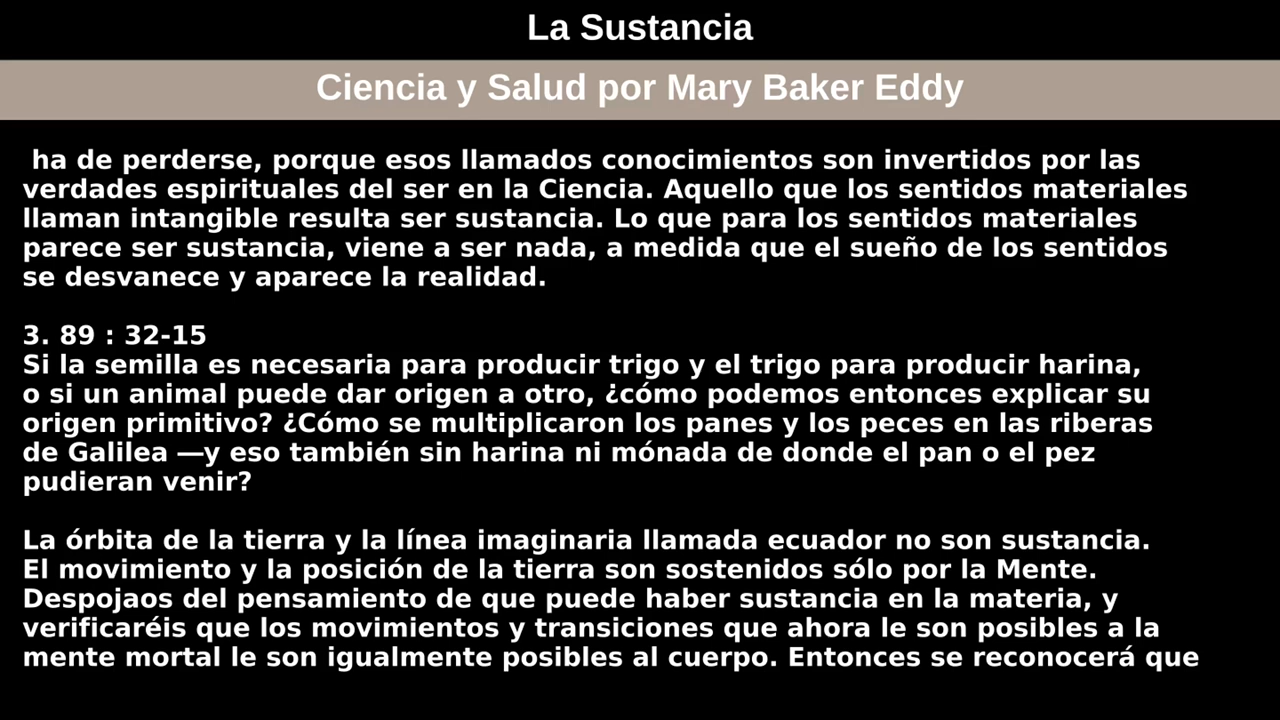 La Sustancia
Ciencia y Salud por Mary Baker Eddy
ha de perderse, porque esos llamados conocimientos son invertidos por las
verdades espirituales del ser en la Ciencia. Aquello que los sentidos materiales
llaman intangible resulta ser sustancia. Lo que para los sentidos materiales
parece ser sustancia, viene a ser nada, a medida que el sueño de los sentidos
se desvanece y aparece la realidad.
3. 89 : 32-15
Si la semilla es necesaria para producir trigo y el trigo para producir harina,
o si un animal puede dar origen a otro, ¿cómo podemos entonces explicar su
origen primitivo? ¿Cómo se multiplicaron los panes y los peces en las riberas
de Galilea —y eso también sin harina ni mónada de donde el pan o el pez
pudieran venir?
La órbita de la tierra y la línea imaginaria llamada ecuador no son sustancia.
El movimiento y la posición de la tierra son sostenidos sólo por la Mente.
Despojaos del pensamiento de que puede haber sustancia en la materia, y
verificaréis que los movimientos y transiciones que ahora le son posibles a la
mente mortal le son igualmente posibles al cuerpo. Entonces se reconocerá que